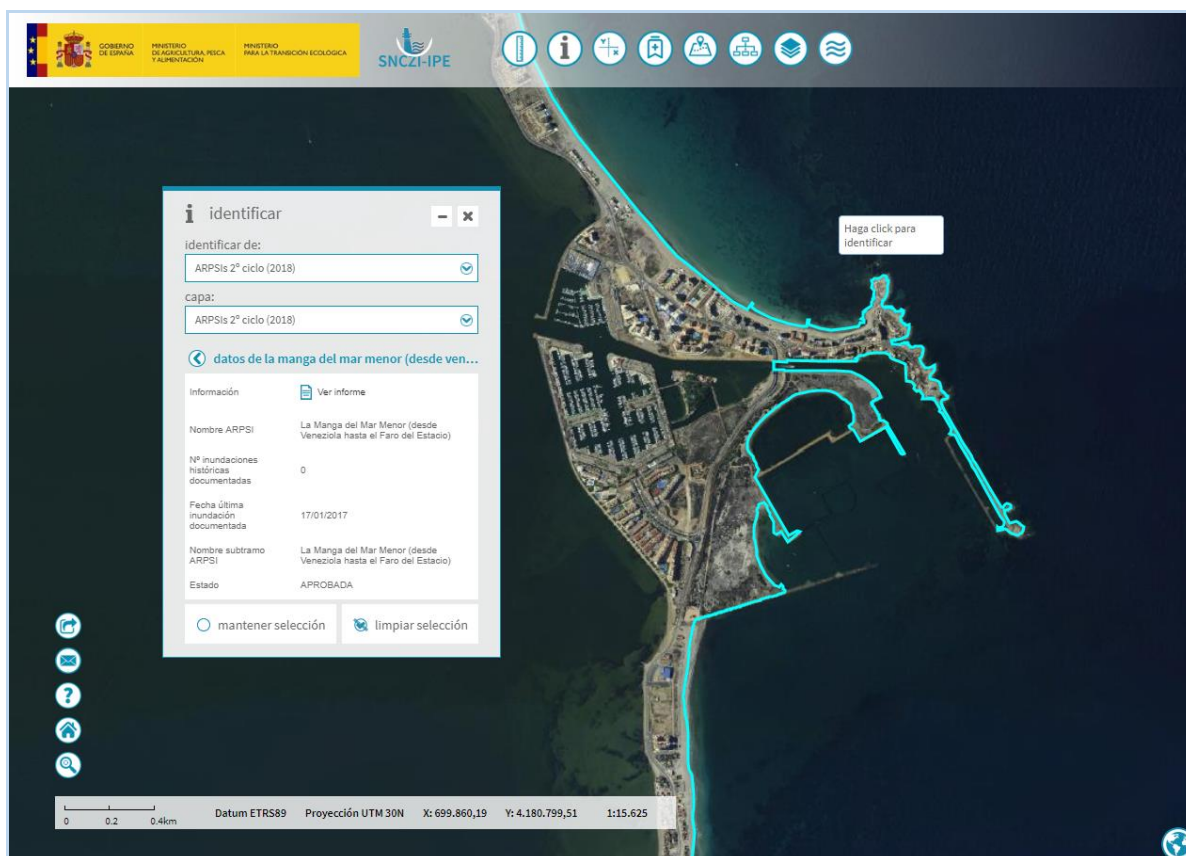 GOBIERNO
DE ESPAÑA
MINISTERIO
DE AGRICULTURA, PESCA
Y ALIMENTACIÓN
MINISTERIO
PARA LA TRANSICIÓN ECOLÓGICA
SNCZI-IPE
identificar
identificar de:
ARPSIs 2º ciclo (2018)
capa:
ARPSIs 2º ciclo (2018)
datos de la manga del mar menor (desde ven...
Información
Ver informe
Nombre ARPSI
La Manga del Mar Menor (desde
Veneziola hasta el Faro del Estacio)
Nº inundaciones
históricas
documentadas
0
Fecha última
inundación
documentada
17/01/2017
Nombre subtramo
ARPSI
La Manga del Mar Menor (desde
Veneziola hasta el Faro del Estacio)
Estado
APROBADA
mantener selección
limpiar selección
Haga click para
identificar
0 0.2 0.4km
Datum ETRS89 Proyección UTM 30N X: 699.860,19 Y: 4.180.799,51 1:15.625